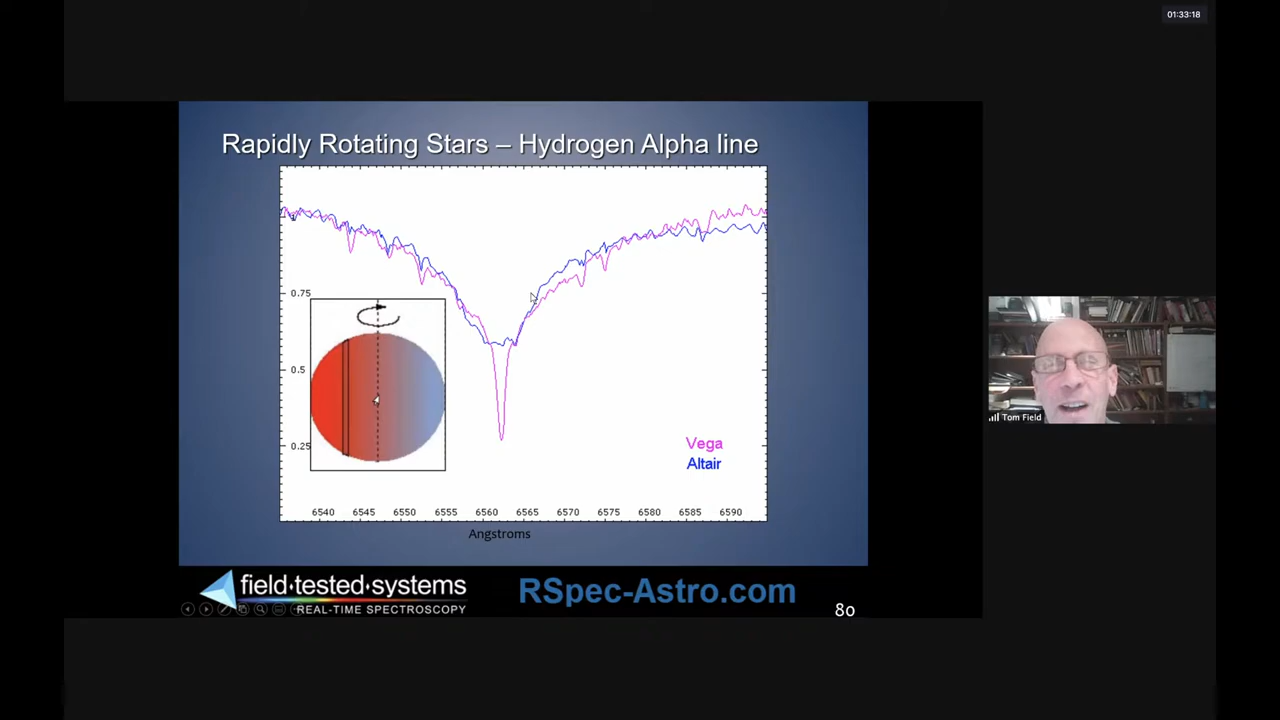 01:33:18
Rapidly Rotating Stars – Hydrogen Alpha line
1
0.75
0.5
0.25
Vega
Altair
6540 6545 6550 6555 6560 6565 6570 6575 6580 6585 6590
Angstroms
Tom Field
field·tested·systems
REAL-TIME SPECTROSCOPY
RSpec-Astro.com
80